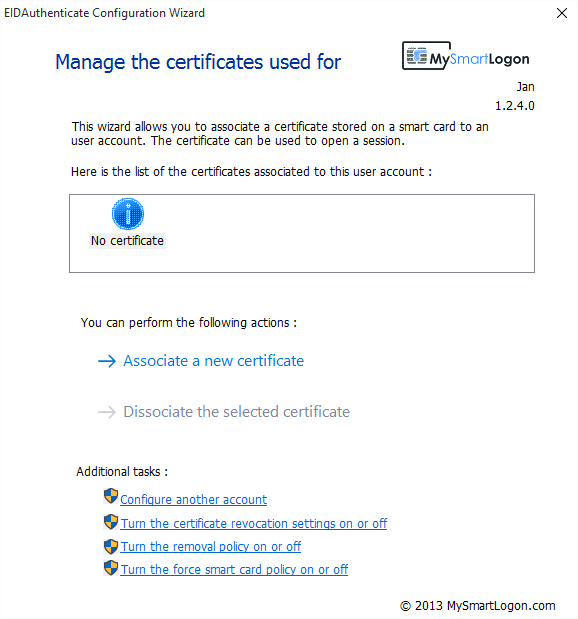 EIDAuthenticate Configuration Wizard
Manage the certificates used for
MySmartLogon
Jan
1.2.4.0
This wizard allows you to associate a certificate stored on a smart card to an
user account. The certificate can be used to open a session.
Here is the list of the certificates associated to this user account :
No certificate
You can perform the following actions :
Associate a new certificate
Dissociate the selected certificate
Additional tasks :
Configure another account
Turn the certificate revocation settings on or off
Turn the removal policy on or off
Turn the force smart card policy on or off
© 2013 MySmartLogon.com